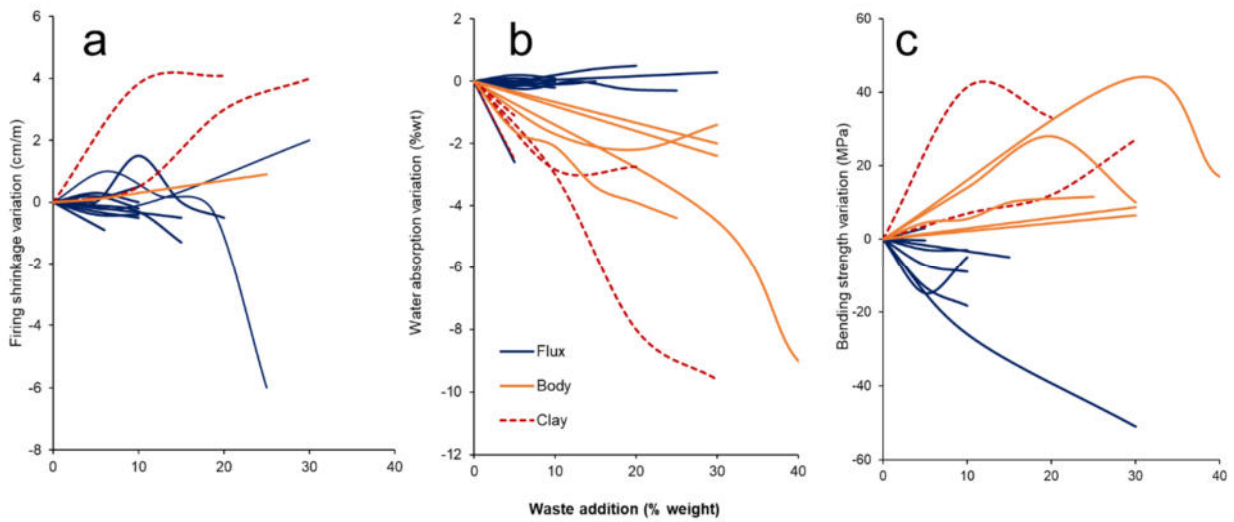 a
Firing shrinkage variation (cm/m)
6
4
2
0
-2
-4
-6
-8
0 10 20 30 40
b
Water absorption variation (%wt)
2
0
-2
-4
-6
-8
-10
-12
0 10 20 30 40
Flux
Body
Clay
c
Bending strength variation (MPa)
60
40
20
0
-20
-40
-60
0 10 20 30 40
Waste addition (% weight)